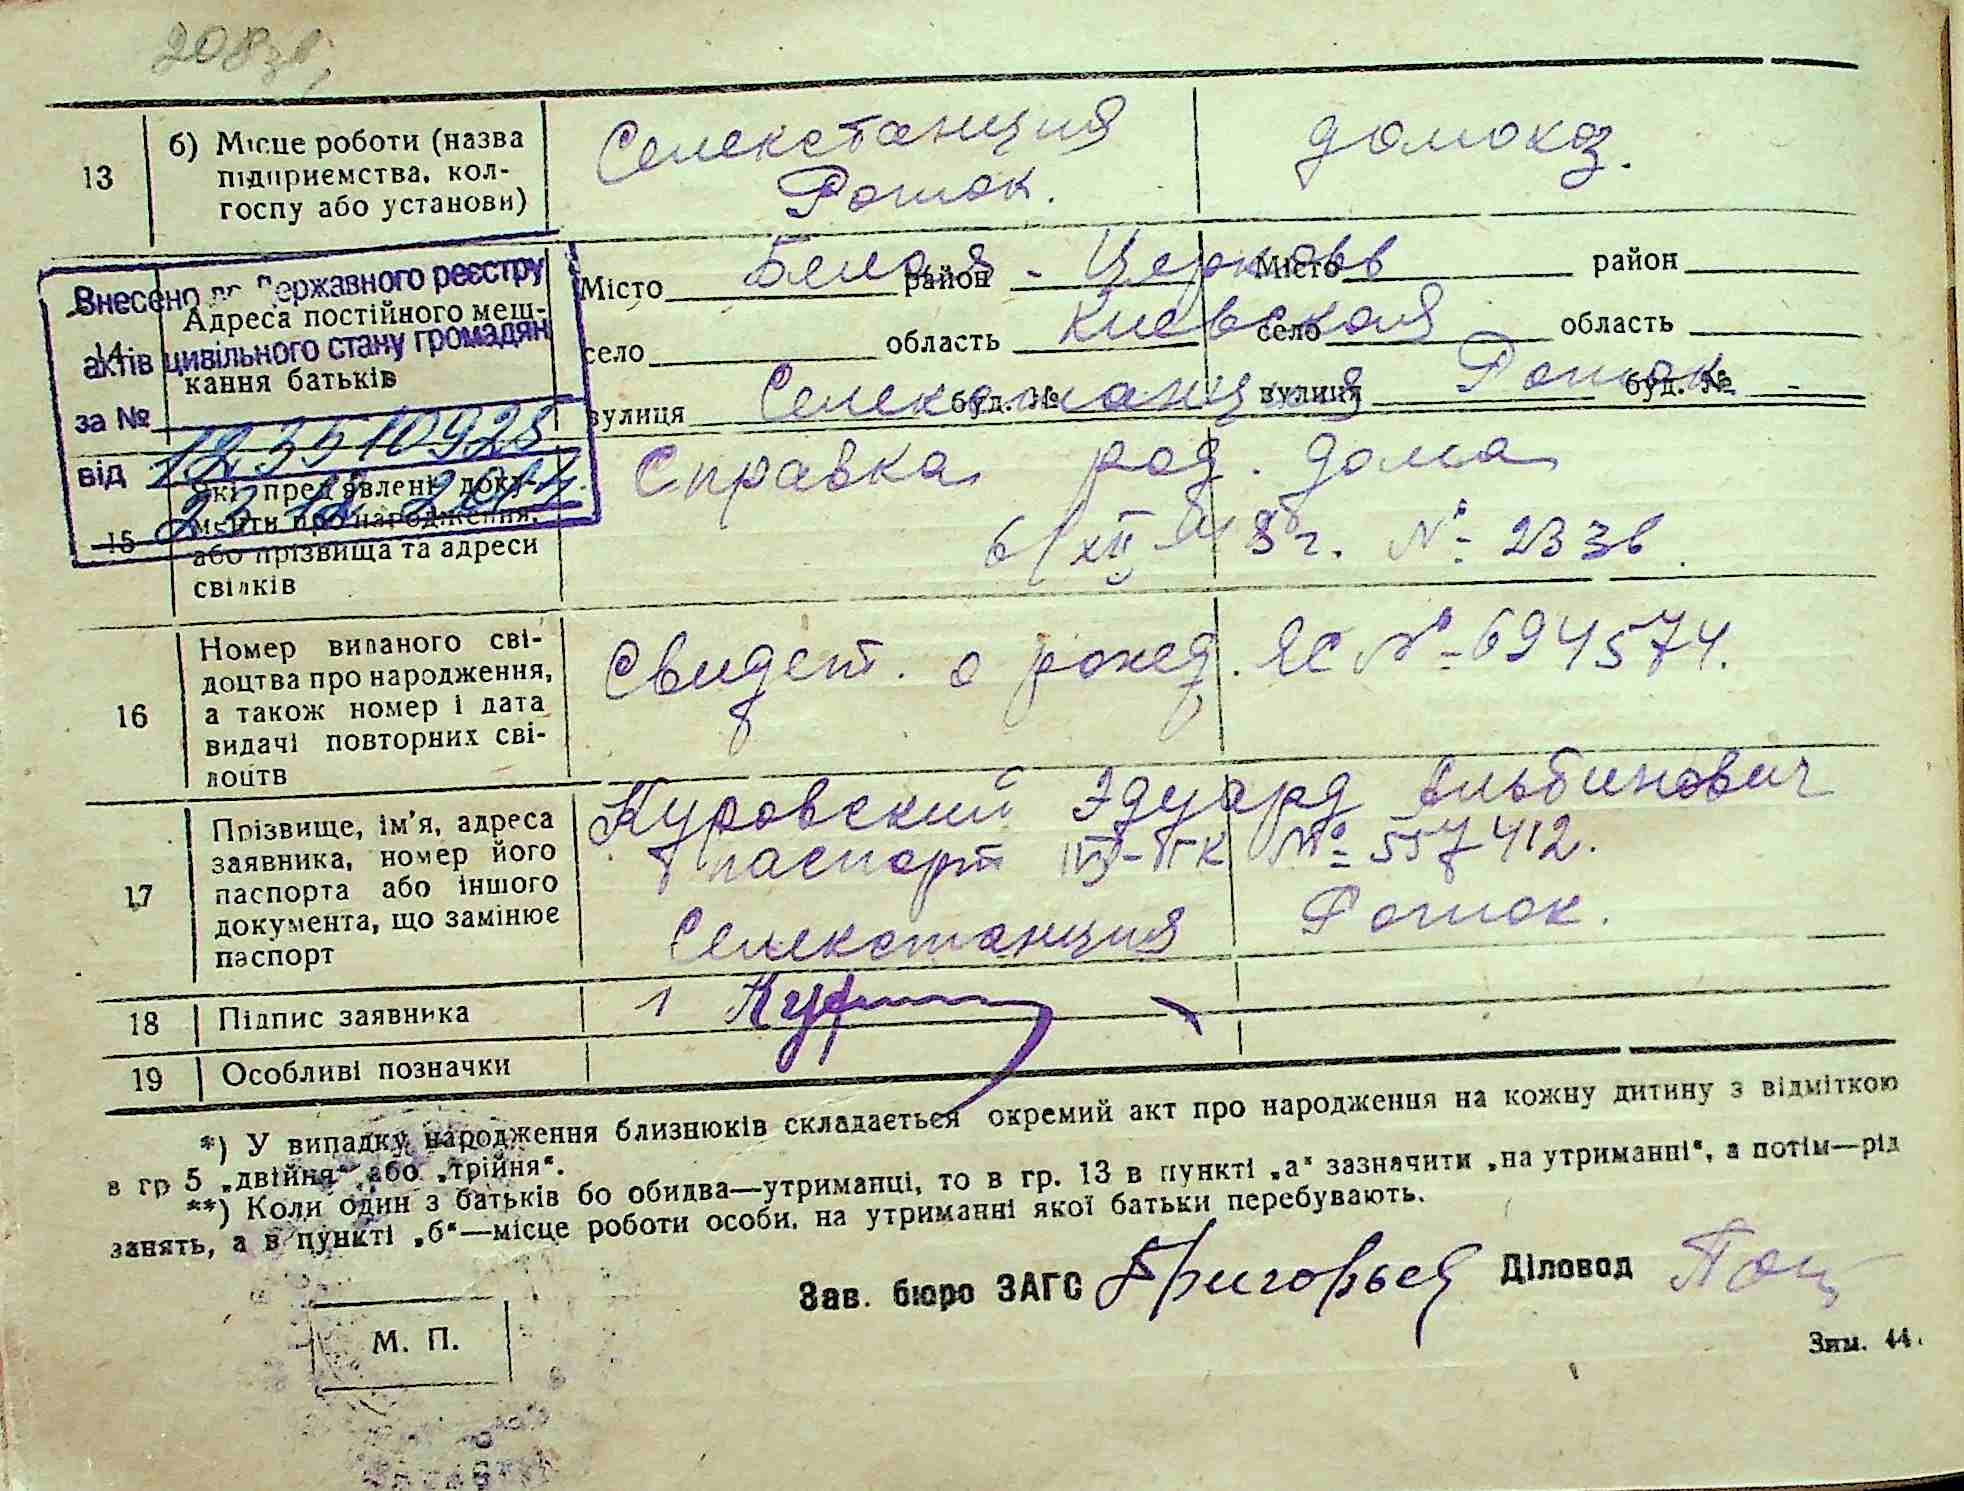 208зв,
13
б) Місце роботи (назва
підприємства, кол-
госпу або установи)
Селекстанция
Роток.
домохоз.
14
Адреса постійного меш-
кання батьків
Місто Белая - Церковь район Місто район
село область Киевская село область
вулиця Селекстанция буд. № вулиця Роток буд. № -
Внесено до Державного реєстру
актів цивільного стану громадян
за №
від
15
Які пред'явлені доку-
менти про народження,
або прізвища та адреси
свідків
Справка род. дома
№ 2336
16
Номер виданого сві-
доцтва про народження,
а також номер і дата
видачі повторних сві-
доцтв
Свидет. о рожд. ЯС № 694574.
17
Прізвище, ім'я, адреса
заявника, номер його
паспорта або іншого
документа, що замінює
паспорт
Куровский Эдуард Альбинович
паспорт № 557412.
Селекстанция Роток.
18
Підпис заявника
19
Особливі позначки
*) У випадку народження близнюків складається окремий акт про народження на кожну дитину з відміткою
в гр 5 „двійня“ або „трійня“.
**) Коли один з батьків бо обидва—утриманці, то в гр. 13 в пункті „а“ зазначити „на утриманні“, а потім—рід
занять, а в пункті „б“—місце роботи особи, на утриманні якої батьки перебувають.
Зав. бюро ЗАГС Григорьев Діловод
М. П.
Зам. 44